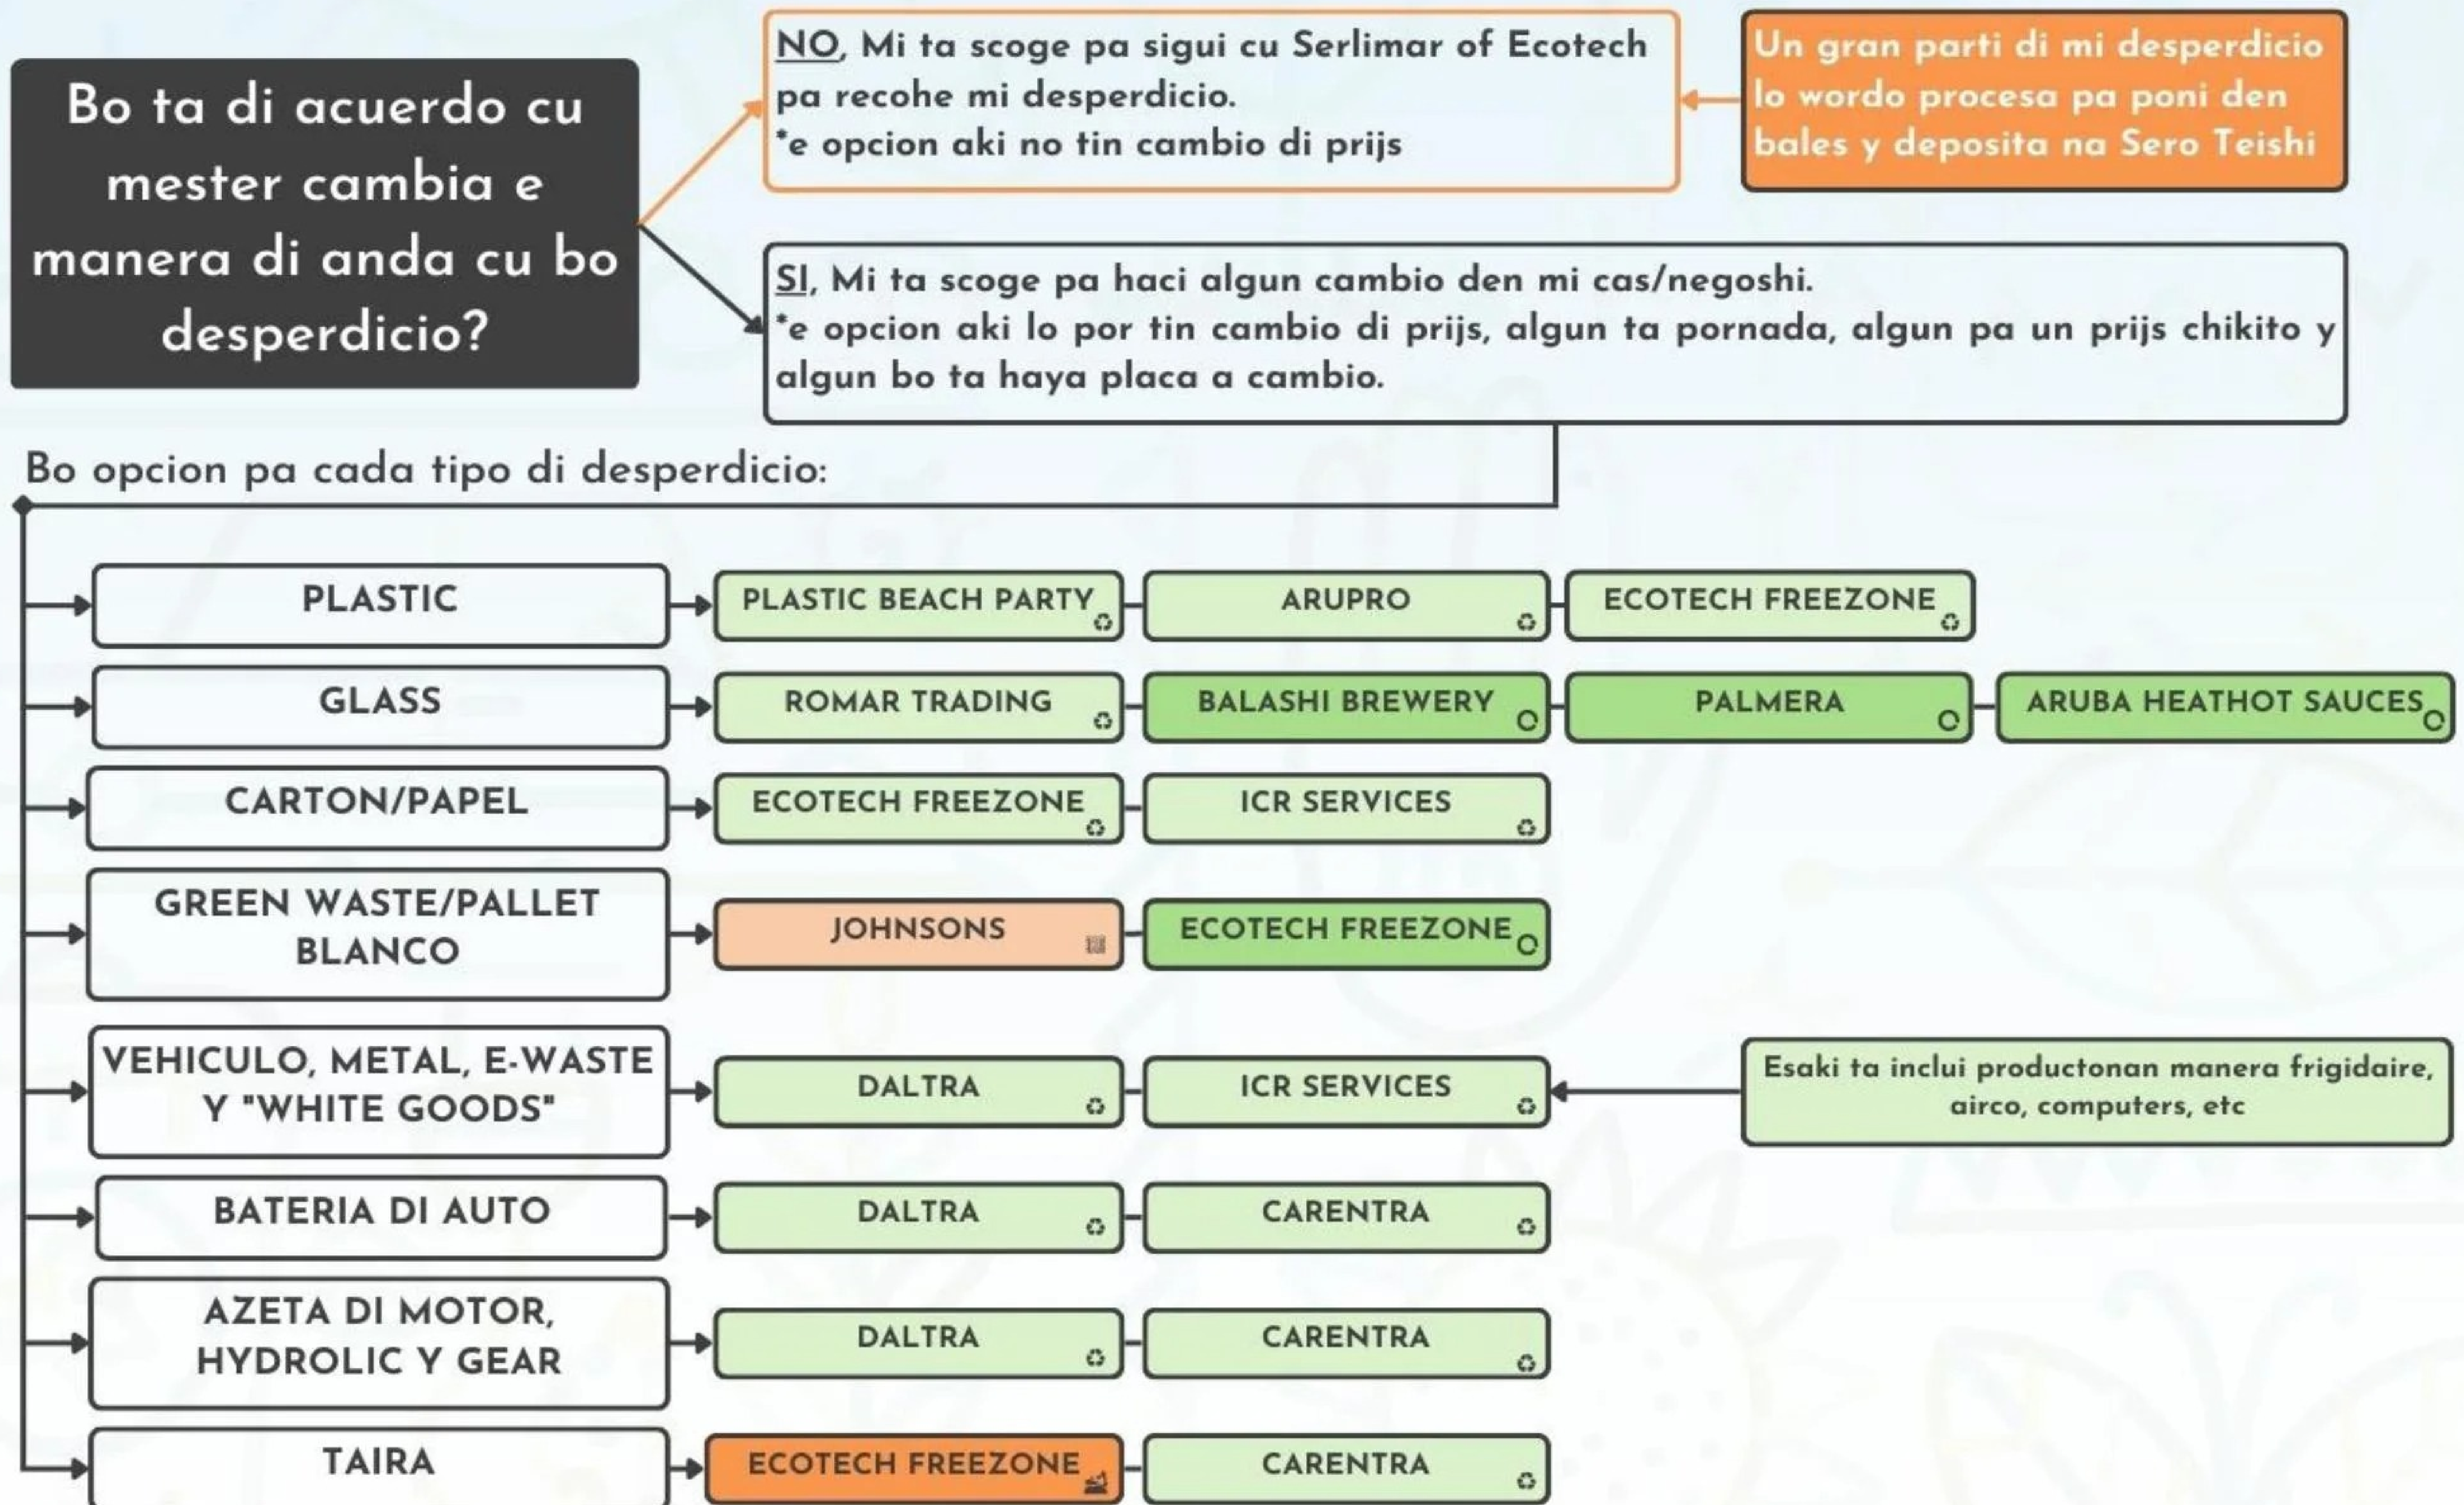 Bo ta di acuerdo cu
mester cambia e
manera di anda cu bo
desperdicio?
NO, Mi ta scoge pa sigui cu Serlimar of Ecotech
pa recohe mi desperdicio.
*e opcion aki no tin cambio di prijs
Un gran parti di mi desperdicio
lo wordo procesa pa poni den
bales y deposita na Sero Teishi
SI, Mi ta scoge pa haci algun cambio den mi cas/negoshi.
*e opcion aki lo por tin cambio di prijs, algun ta pornada, algun pa un prijs chikito y
algun bo ta haya placa a cambio.
Bo opcion pa cada tipo di desperdicio:
PLASTIC
PLASTIC BEACH PARTY
ARUPRO
ECOTECH FREEZONE
GLASS
ROMAR TRADING
BALASHI BREWERY
PALMERA
ARUBA HEATHOT SAUCES
CARTON/PAPEL
ECOTECH FREEZONE
ICR SERVICES
GREEN WASTE/PALLET
BLANCO
JOHNSONS
ECOTECH FREEZONE
VEHICULO, METAL, E-WASTE
Y "WHITE GOODS"
DALTRA
ICR SERVICES
Esaki ta inclui productonan manera frigidaire,
airco, computers, etc
BATERIA DI AUTO
DALTRA
CARENTRA
AZETA DI MOTOR,
HYDROLIC Y GEAR
DALTRA
CARENTRA
TAIRA
ECOTECH FREEZONE
CARENTRA